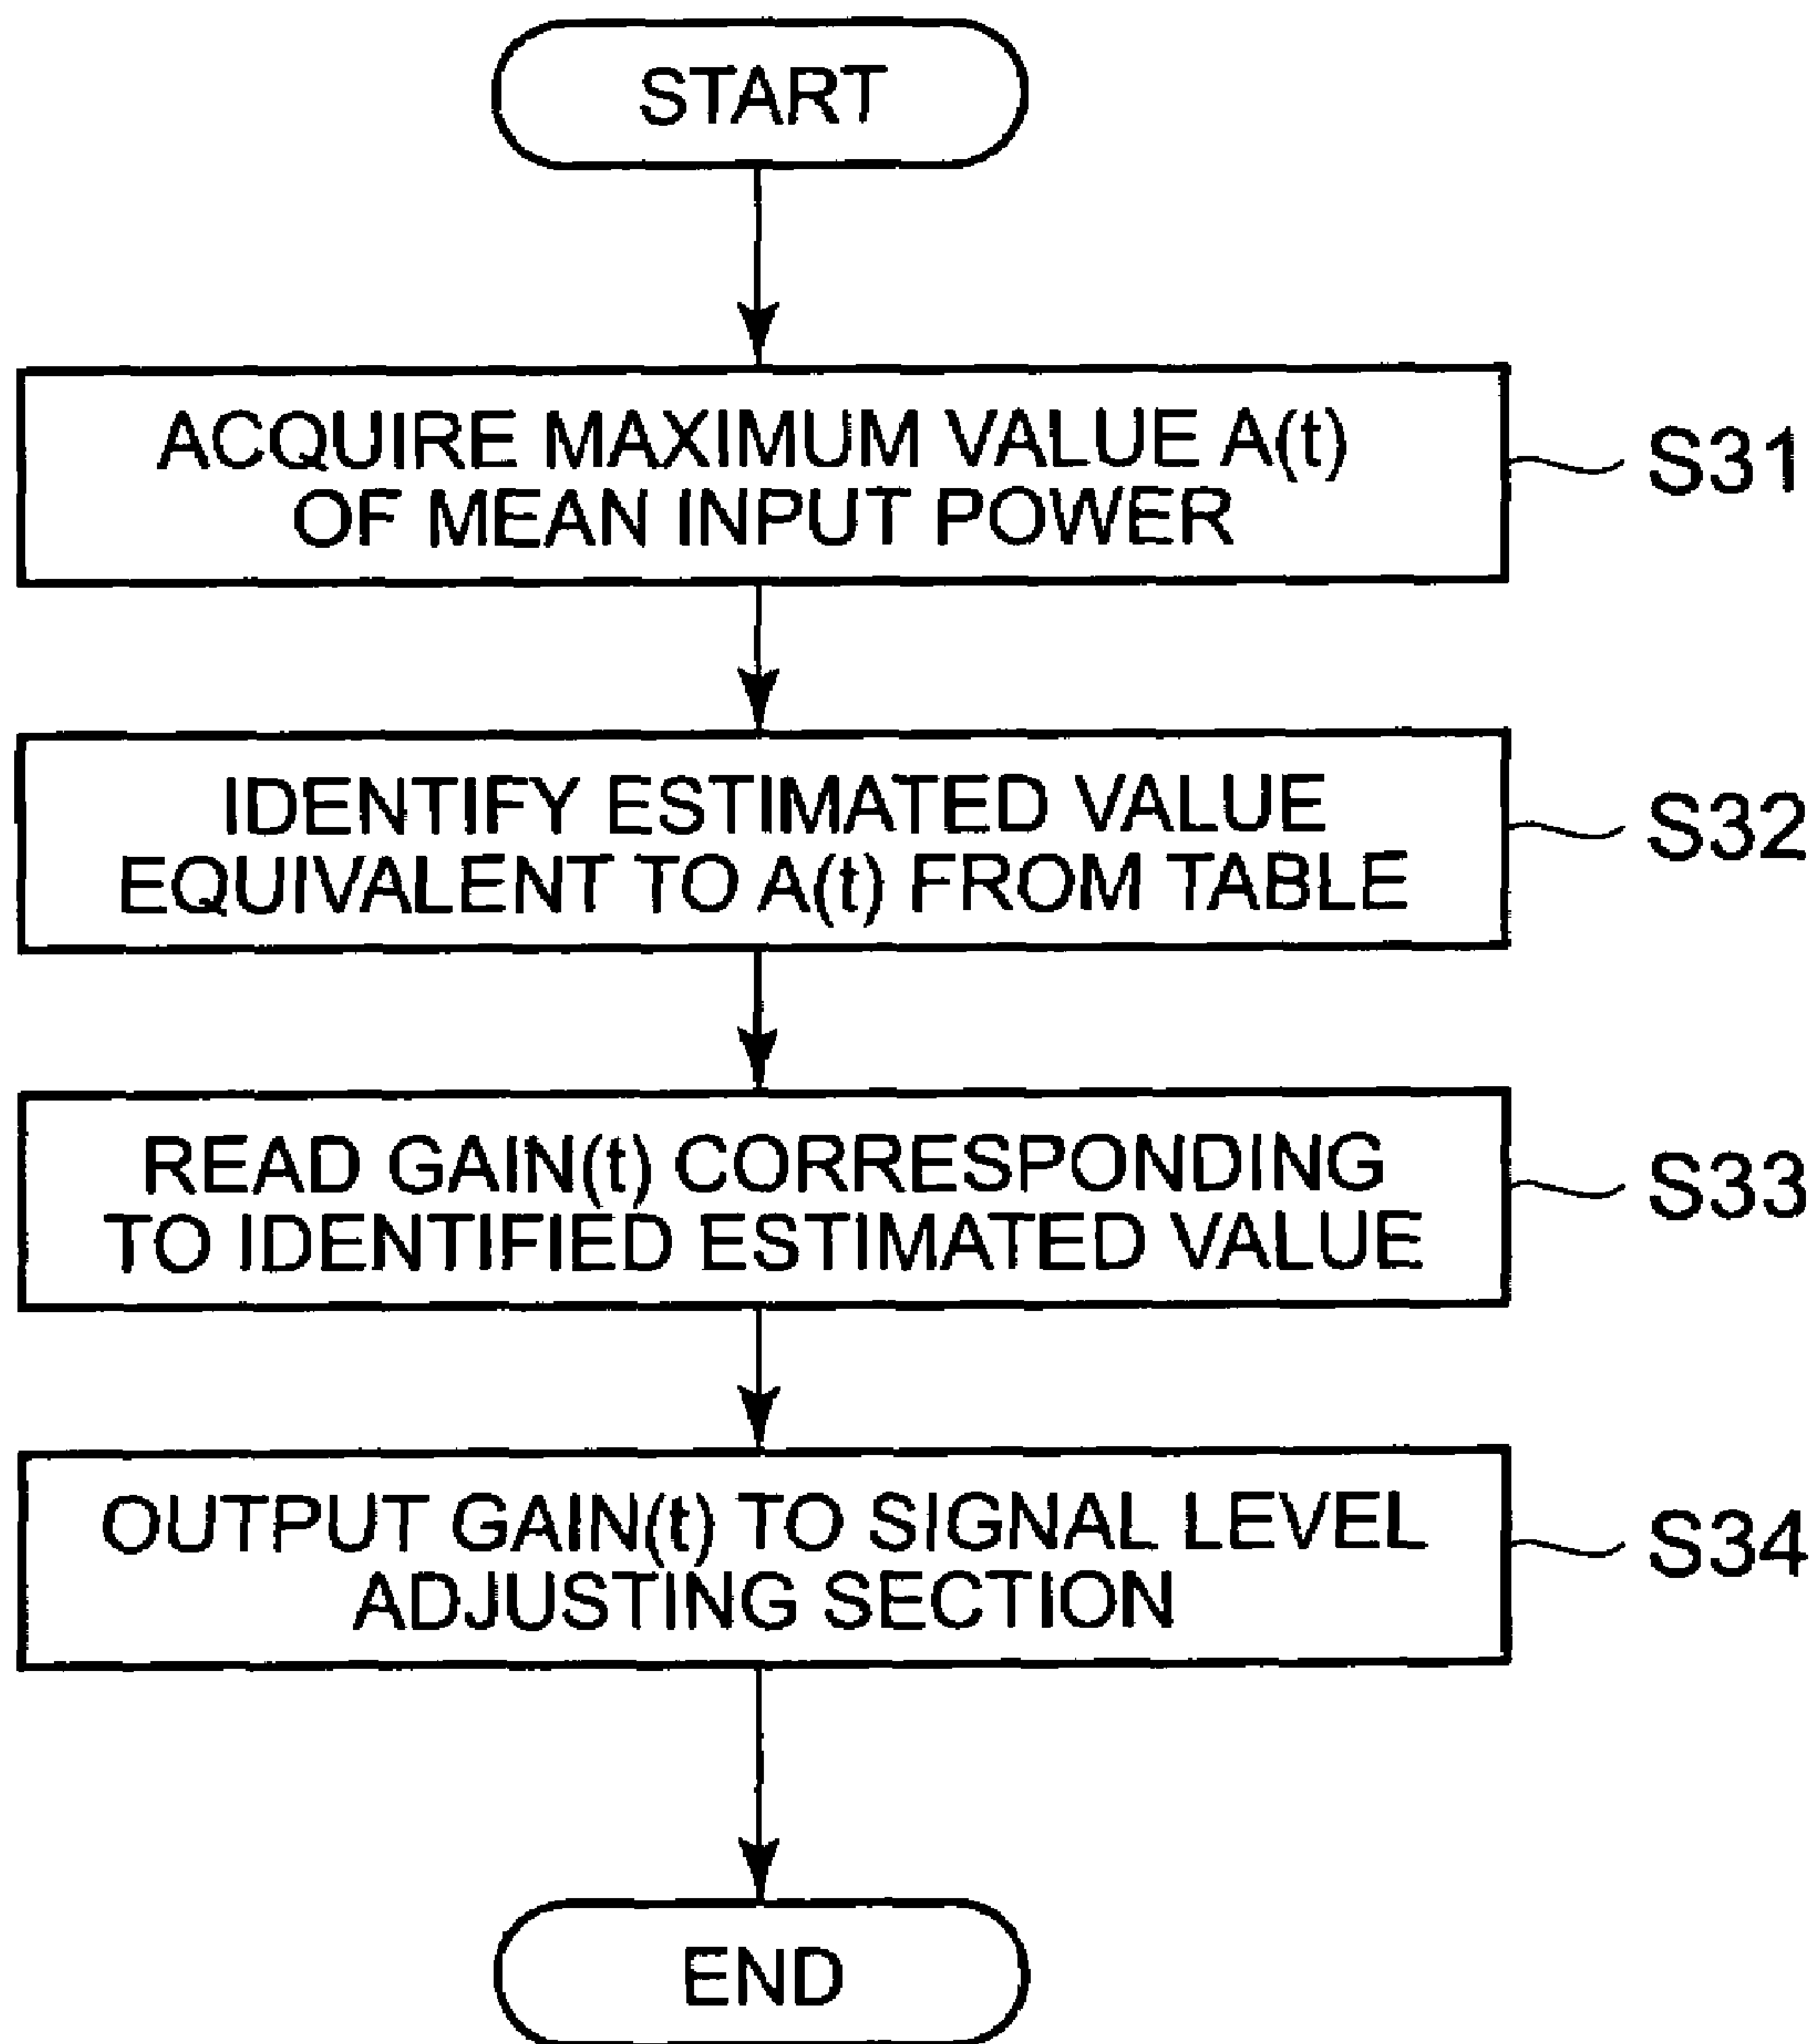 START
ACQUIRE MAXIMUM VALUE A(t)
OF MEAN INPUT POWER
S31
IDENTIFY ESTIMATED VALUE
EQUIVALENT TO A(t) FROM TABLE
S32
READ GAIN(t) CORRESPONDING
TO IDENTIFIED ESTIMATED VALUE
S33
OUTPUT GAIN(t) TO SIGNAL LEVEL
ADJUSTING SECTION
S34
END